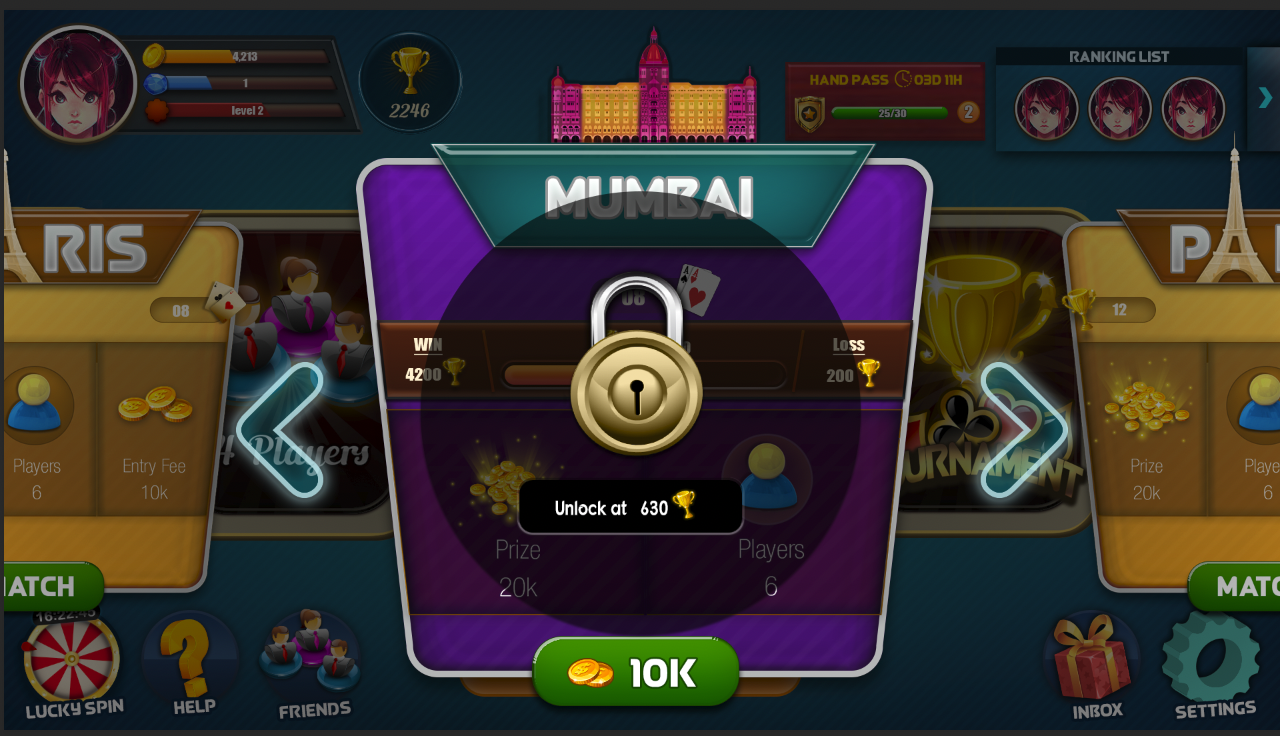 4,213
1
level 2
2246
HAND PASS 03D 11H
25/30
2
RANKING LIST
MUMBAI
RIS
PA
08
08
12
WIN
4200
Loss
200
4 Players
Players
6
Entry Fee
10k
Unlock at 630
Prize
20k
Players
6
Prize
20k
Playe
6
URNAMENT
MATCH
MATC
10K
16:22:45
LUCKY SPIN
HELP
FRIENDS
INBOX
SETTINGS